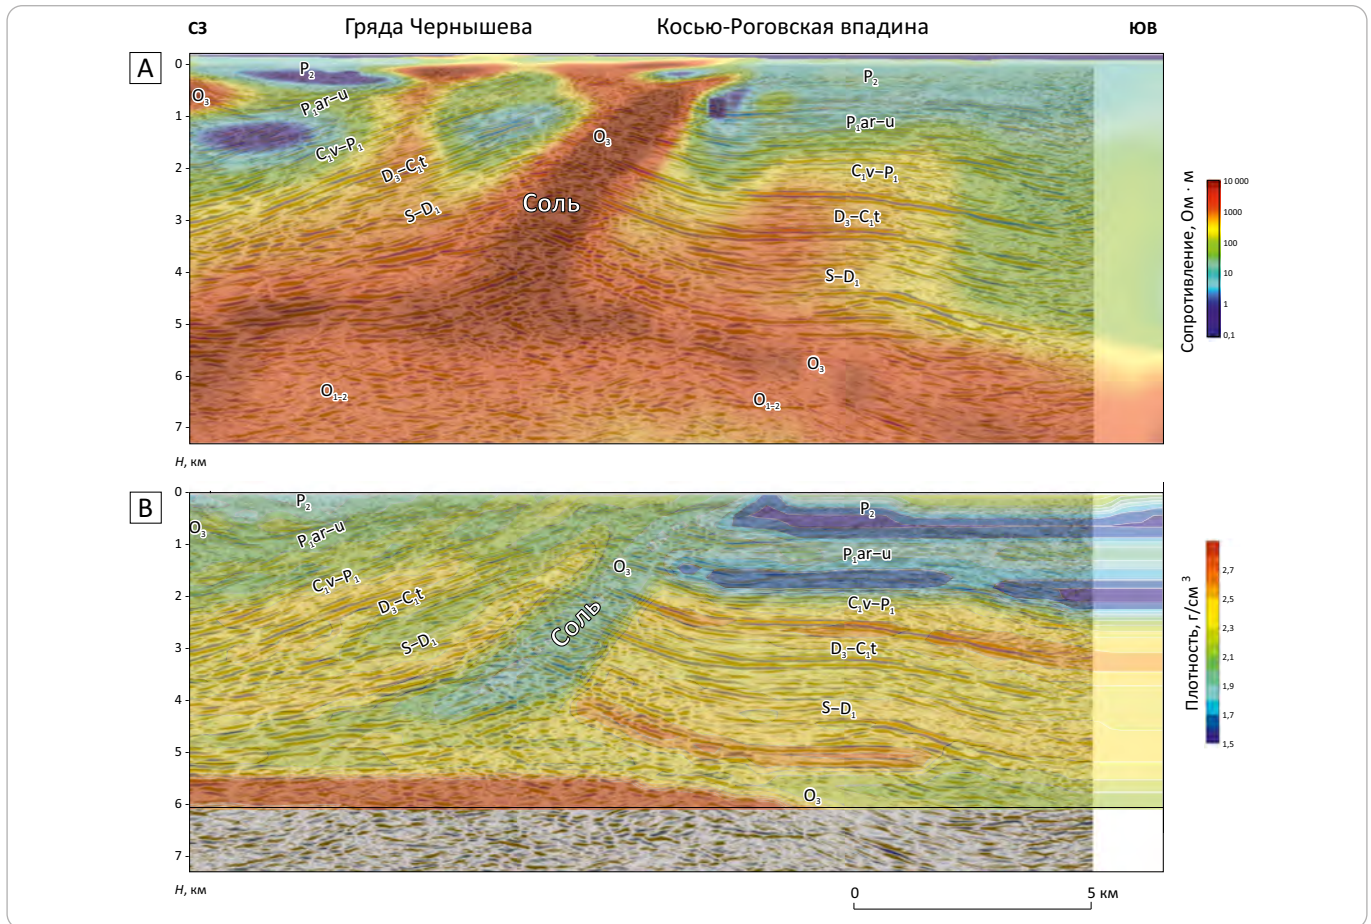 СЗ Гряда Чернышева Косью-Роговская впадина ЮВ
A
0
1
2
3
4
5
6
7
H, км
P₂
O₃
P₁ar–u
C₁v–P₁
D₃–C₁t
S–D₁
O₃
Соль
O₁₋₂
P₂
P₁ar–u
C₁v–P₁
D₃–C₁t
S–D₁
O₃
O₁₋₂
Сопротивление, Ом · м
10 000
1000
100
10
1
0,1
B
0
1
2
3
4
5
6
7
H, км
P₂
O₃
P₁ar–u
C₁v–P₁
D₃–C₁t
S–D₁
O₃
Соль
P₂
P₁ar–u
C₁v–P₁
D₃–C₁t
S–D₁
O₃
Плотность, г/см ³
2,7
2,5
2,3
2,1
1,9
1,7
1,5
0 5 км